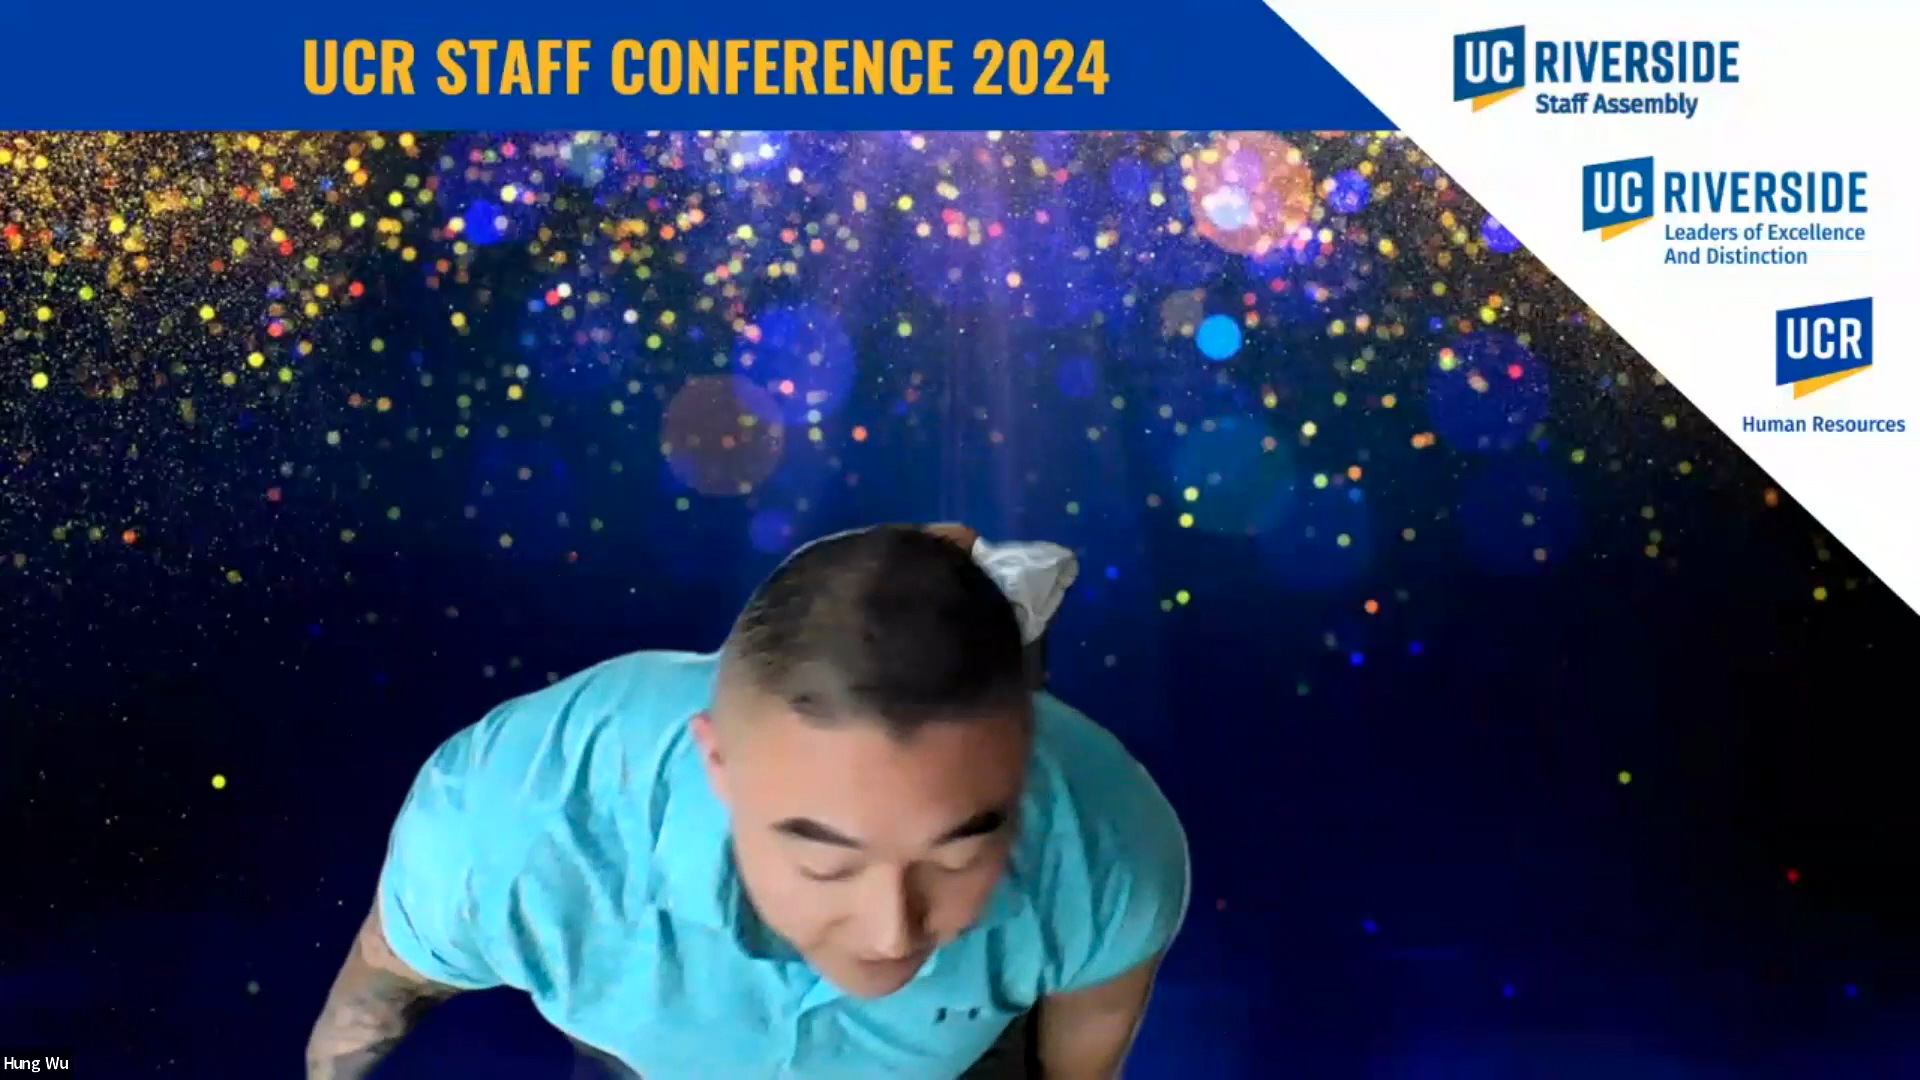 UCR STAFF CONFERENCE 2024
UC RIVERSIDE
Staff Assembly
UC RIVERSIDE
Leaders of Excellence
And Distinction
UCR
Human Resources
Hung Wu